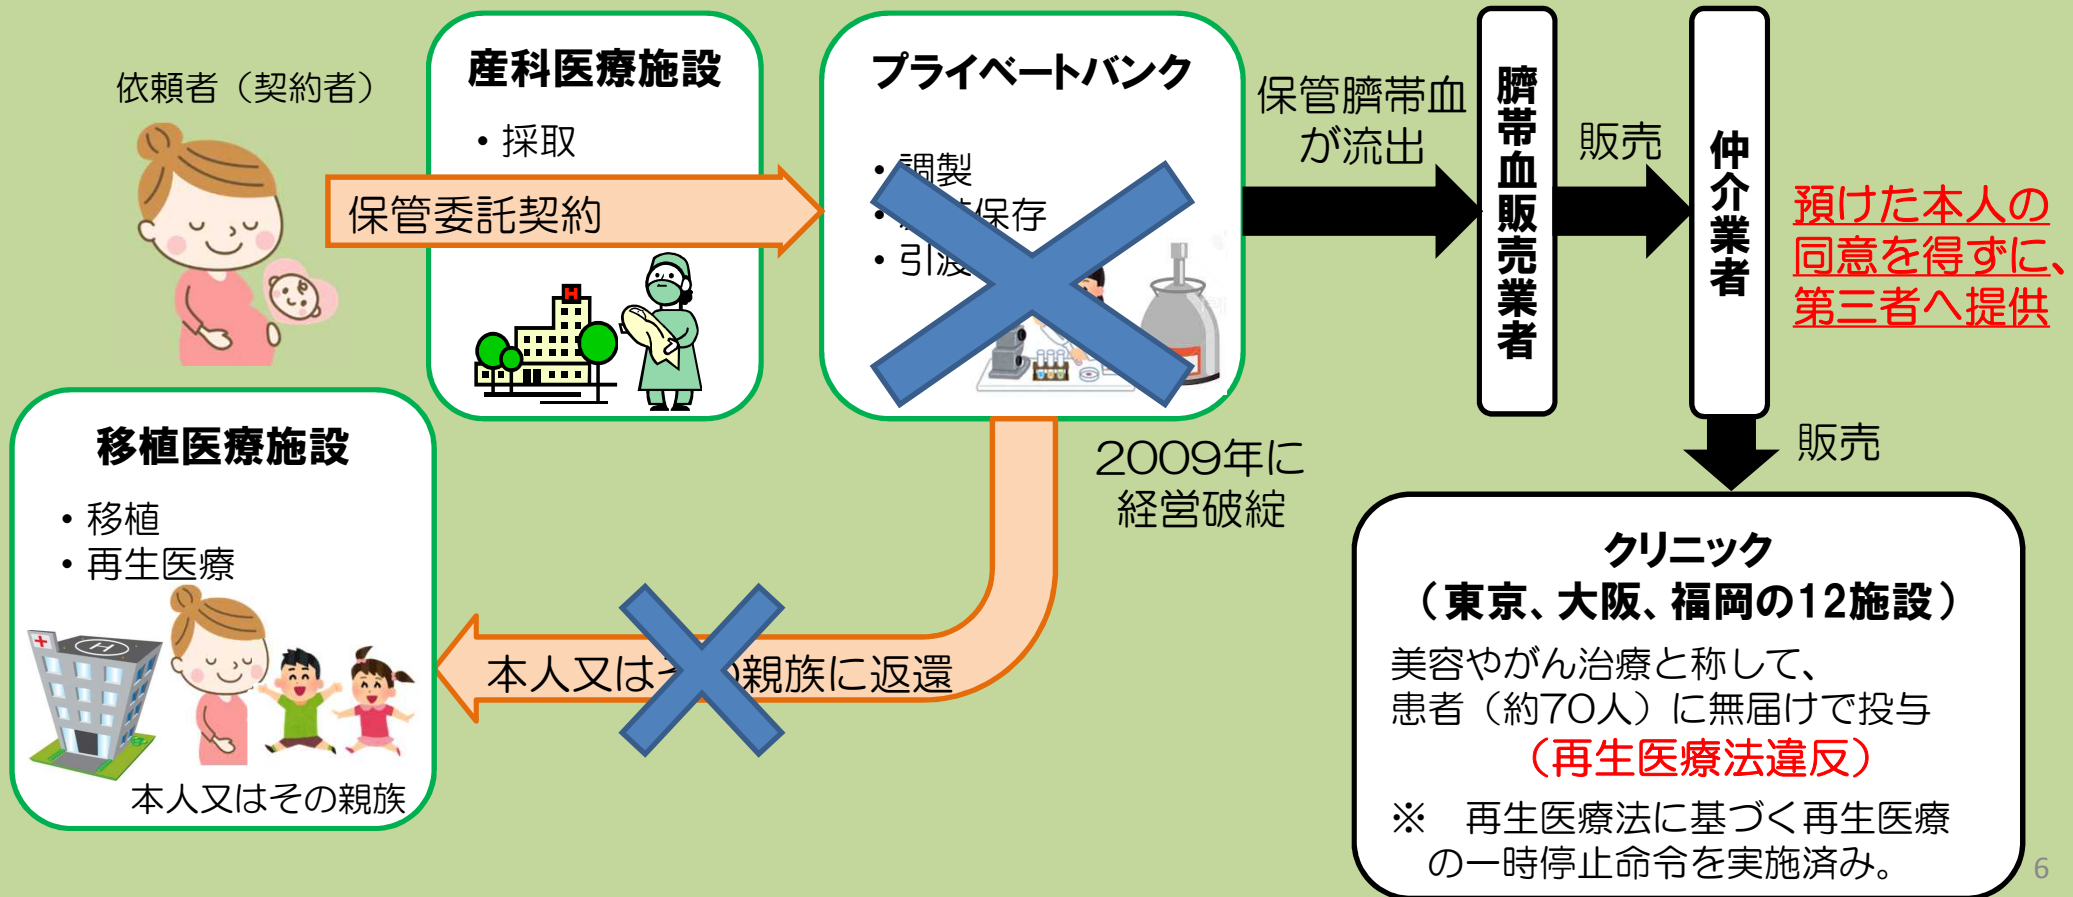 依頼者（契約者）
産科医療施設
・採取
保管委託契約
プライベートバンク
・調製
保存
・引渡
保管臍帯血
が流出
臍帯血販売業者
販売
仲介業者
預けた本人の
同意を得ずに、
第三者へ提供
2009年に
経営破綻
販売
移植医療施設
・移植
・再生医療
本人又はその親族
本人又はその親族に返還
クリニック
（東京、大阪、福岡の12施設）
美容やがん治療と称して、
患者（約70人）に無届けで投与
（再生医療法違反）
※　再生医療法に基づく再生医療
の一時停止命令を実施済み。
6